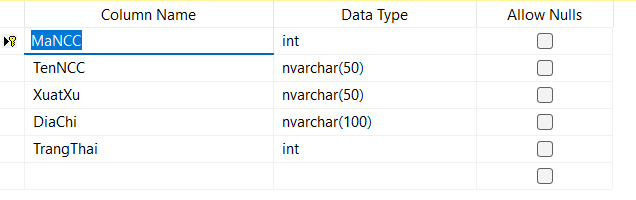 Column Name Data Type Allow Nulls
MaNCC int
TenNCC nvarchar(50)
XuatXu nvarchar(50)
DiaChi nvarchar(100)
TrangThai int